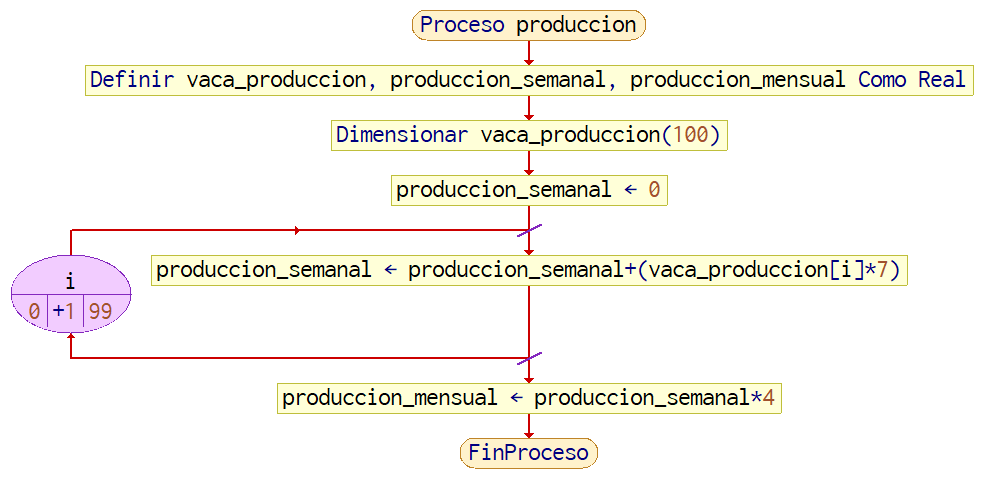 Proceso produccion
Definir vaca_produccion, produccion_semanal, produccion_mensual Como Real
Dimensionar vaca_produccion(100)
produccion_semanal ← 0
produccion_semanal ← produccion_semanal+(vaca_produccion[i]*7)
i
0 +1 99
produccion_mensual ← produccion_semanal*4
FinProceso